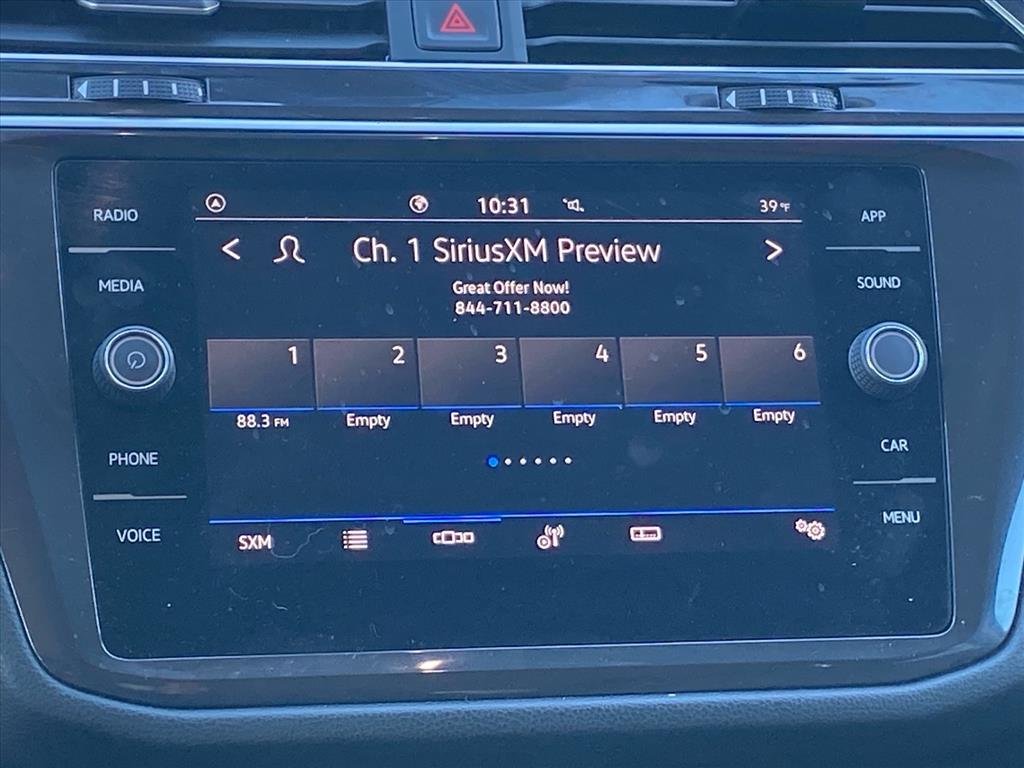 10:31
39°F
RADIO
APP
< Ch. 1 SiriusXM Preview >
MEDIA
SOUND
Great Offer Now!
844-711-8800
1 2 3 4 5 6
88.3 FM Empty Empty Empty Empty Empty
PHONE
CAR
VOICE
MENU
SXM